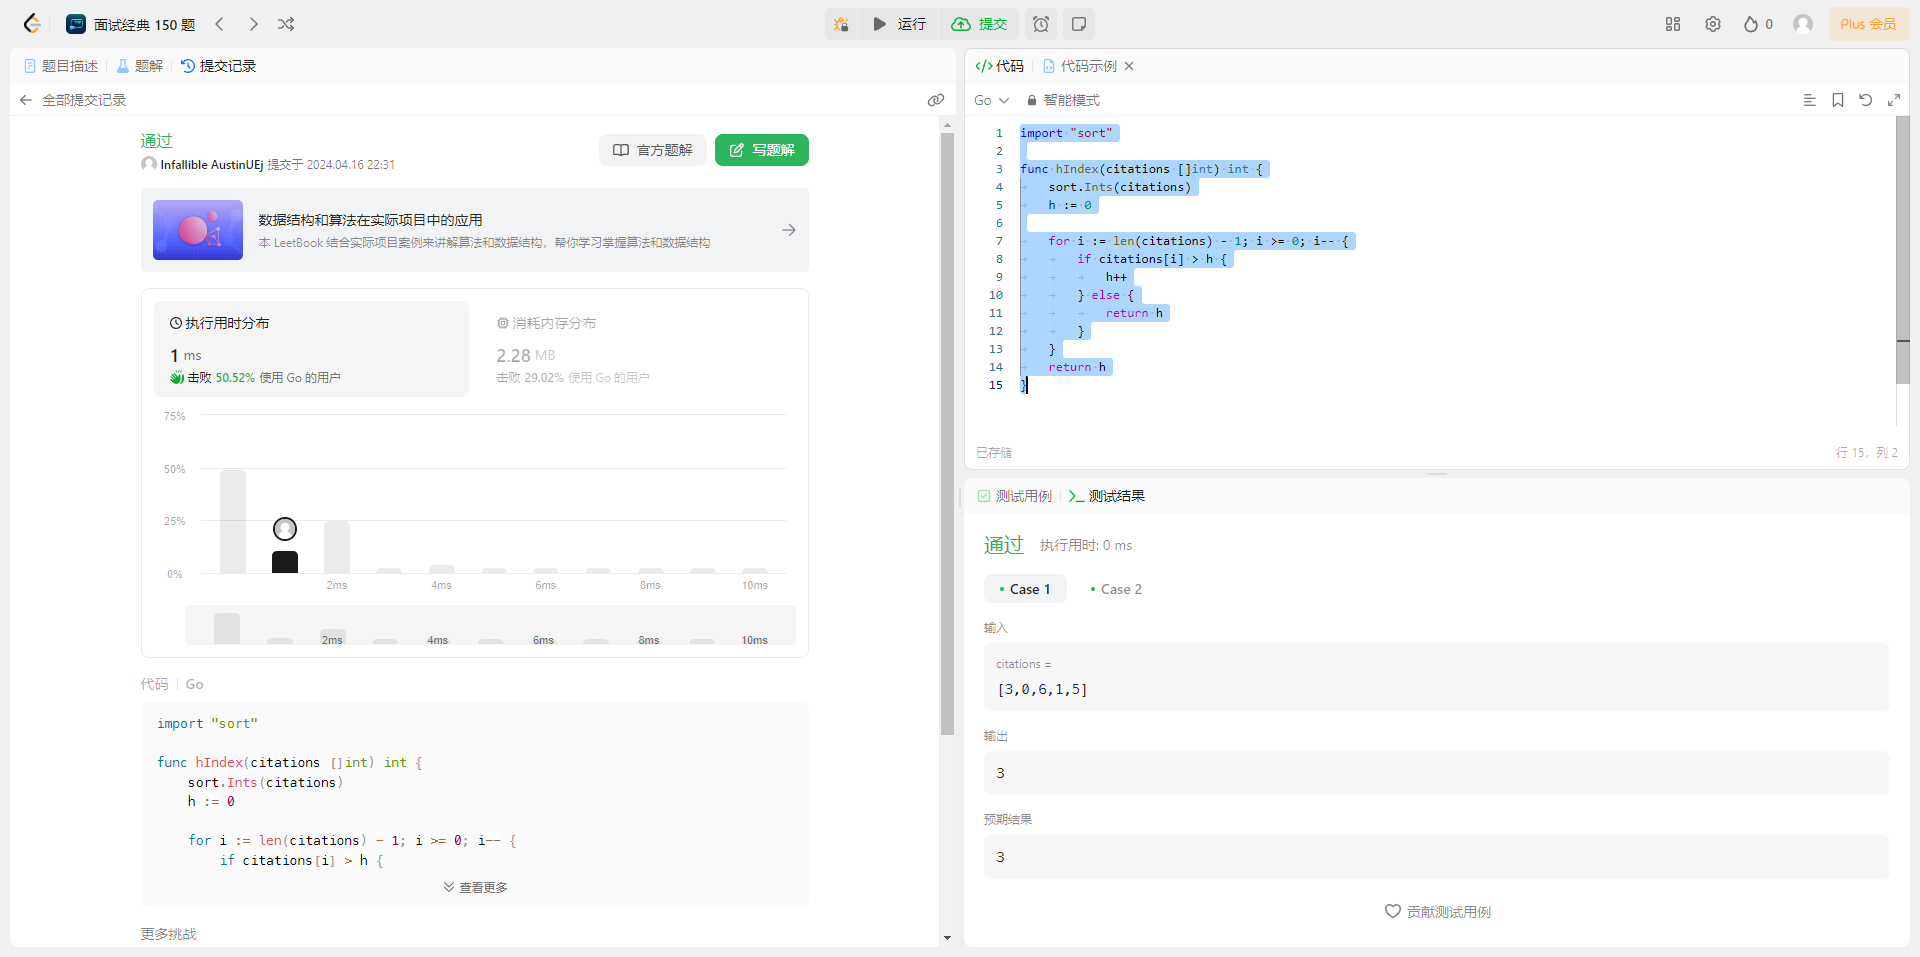 面试经典 150 题
运行
提交
0
Plus 会员
题目描述
题解
提交记录
全部提交记录
通过
Infallible AustinUEj 提交于 2024.04.16 22:31
官方题解
写题解
数据结构和算法在实际项目中的应用
本 LeetBook 结合实际项目案例来讲解算法和数据结构，帮你学习掌握算法和数据结构
执行用时分布
1 ms
击败 50.52% 使用 Go 的用户
消耗内存分布
2.28 MB
击败 29.02% 使用 Go 的用户
75%
50%
25%
0%
2ms
4ms
6ms
8ms
10ms
2ms
4ms
6ms
8ms
10ms
代码
Go
import "sort"
func hIndex(citations []int) int {
sort.Ints(citations)
h := 0
for i := len(citations) - 1; i >= 0; i-- {
if citations[i] > h {
查看更多
更多挑战
代码
代码示例
Go
智能模式
1 import "sort"
2
3 func hIndex(citations []int) int {
4 sort.Ints(citations)
5 h := 0
6
7 for i := len(citations) - 1; i >= 0; i-- {
8 if citations[i] > h {
9 h++
10 } else {
11 return h
12 }
13 }
14 return h
15 }
已存储
行 15，列 2
测试用例
测试结果
通过
执行用时: 0 ms
Case 1
Case 2
输入
citations =
[3,0,6,1,5]
输出
3
预期结果
3
贡献测试用例